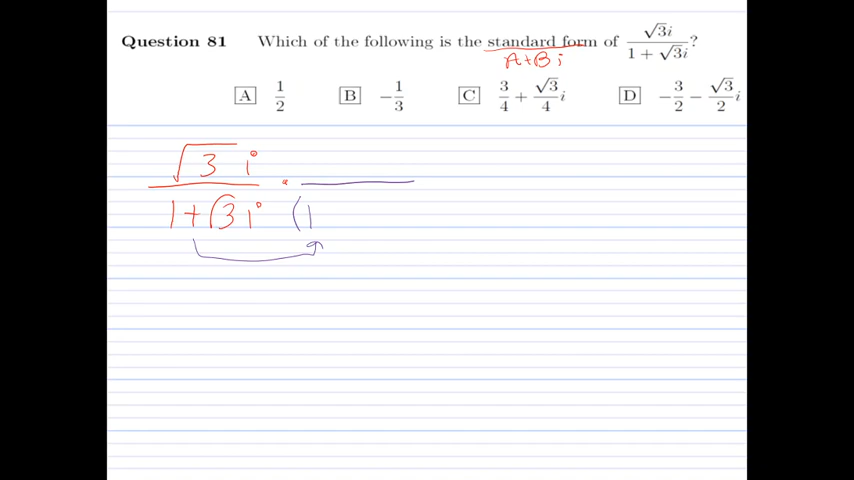 Question 81 Which of the following is the standard form of √3i / 1 + √3i ?
A+Bi
A 1/2 B −1/3 C 3/4 + √3/4 i D −3/2 − √3/2 i
√3 i ·
1+√3 i (1